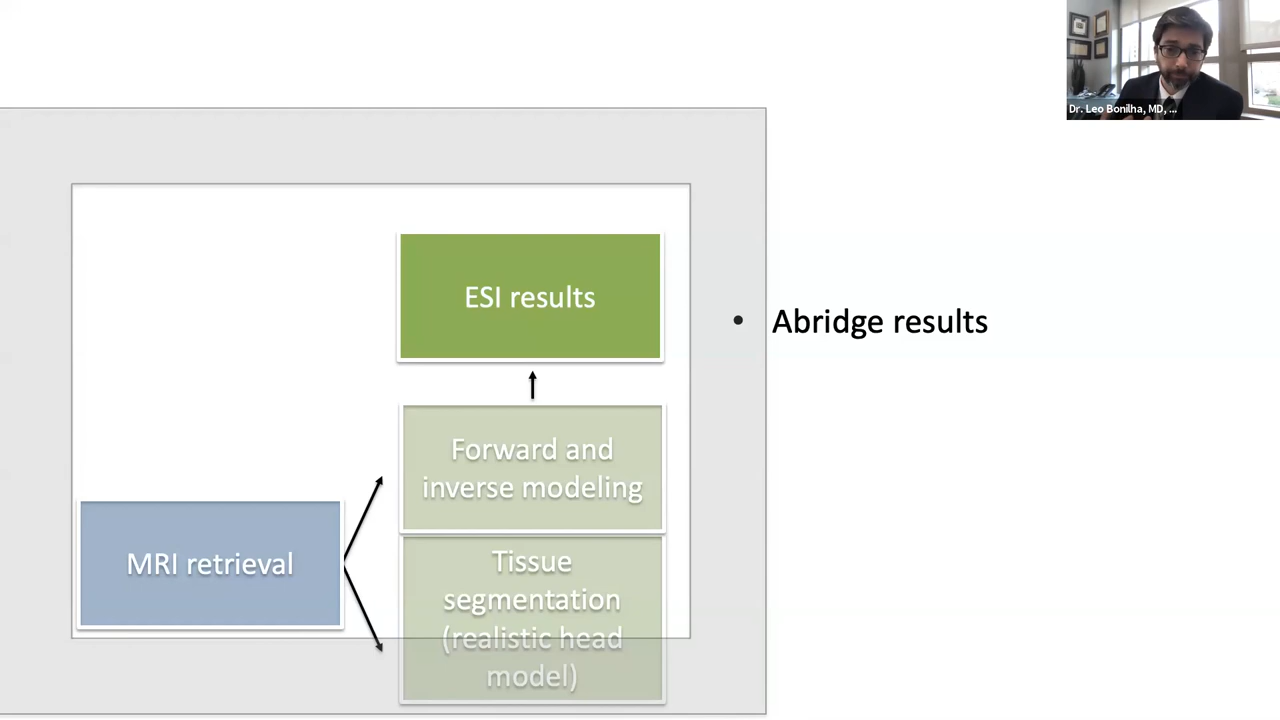 Dr. Leo Bonilha, MD, ...
ESI results
• Abridge results
Forward and
inverse modeling
MRI retrieval
Tissue
segmentation
(realistic head
model)